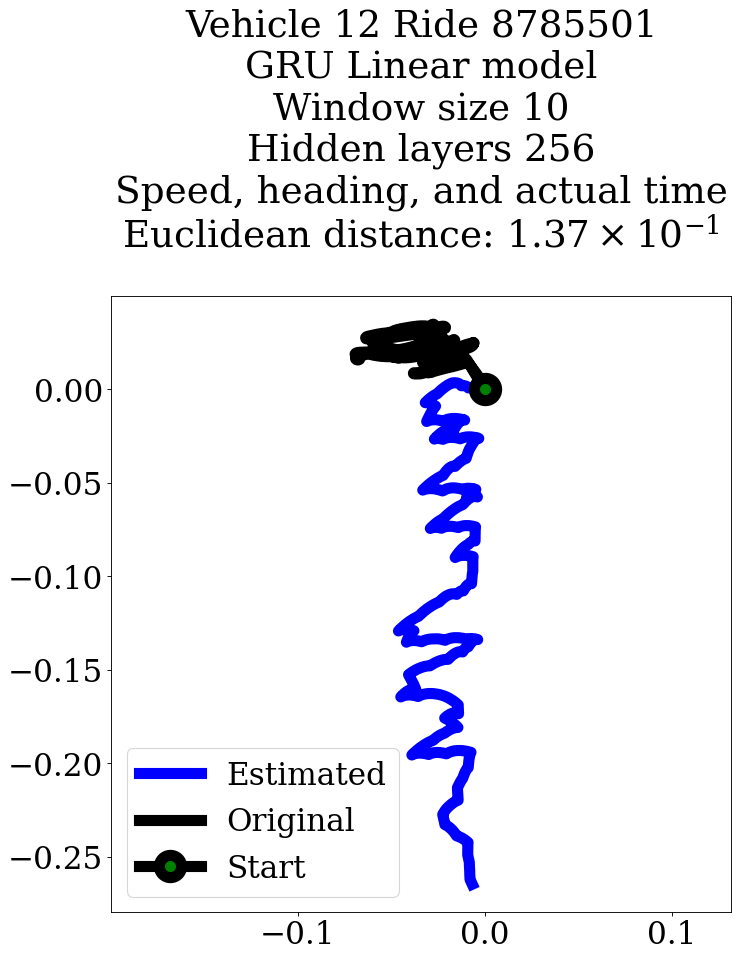 Vehicle 12 Ride 8785501
GRU Linear model
Window size 10
Hidden layers 256
Speed, heading, and actual time
Euclidean distance: 1.37 × 10⁻¹
0.00
−0.05
−0.10
−0.15
−0.20
−0.25
Estimated
Original
Start
−0.1
0.0
0.1